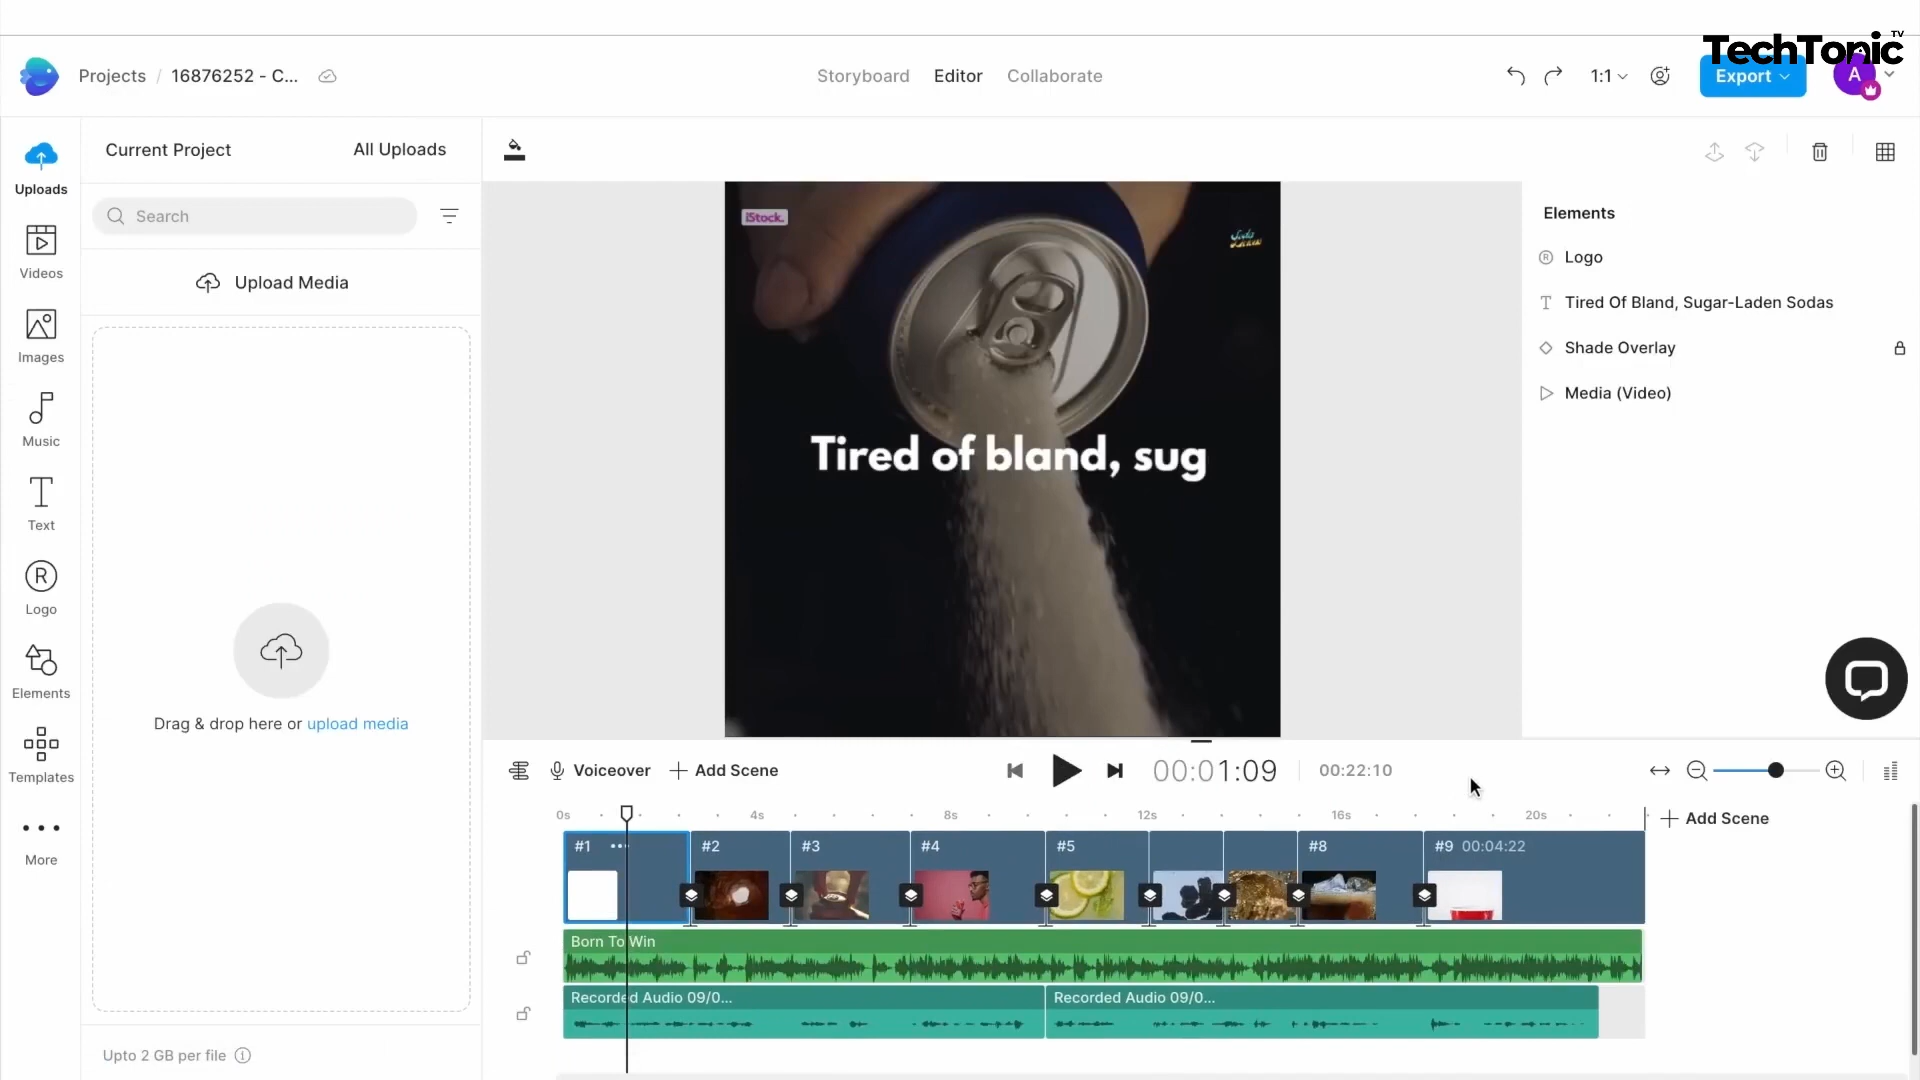 TechTonic TV
Projects / 16876252 - C...
Storyboard Editor Collaborate
1:1
Export
A
Current Project All Uploads
Search
Upload Media
Drag & drop here or upload media
Upto 2 GB per file
Uploads
Videos
Images
Music
Text
Logo
Elements
Templates
More
iStock.
Soda
Tired of bland, sug
Elements
Logo
Tired Of Bland, Sugar-Laden Sodas
Shade Overlay
Media (Video)
Voiceover
Add Scene
00:01:09
00:22:10
0s 4s 8s 12s 16s 20s
Add Scene
#1 #2 #3 #4 #5 #8 #9 00:04:22
Born To Win
Recorded Audio 09/0...
Recorded Audio 09/0...